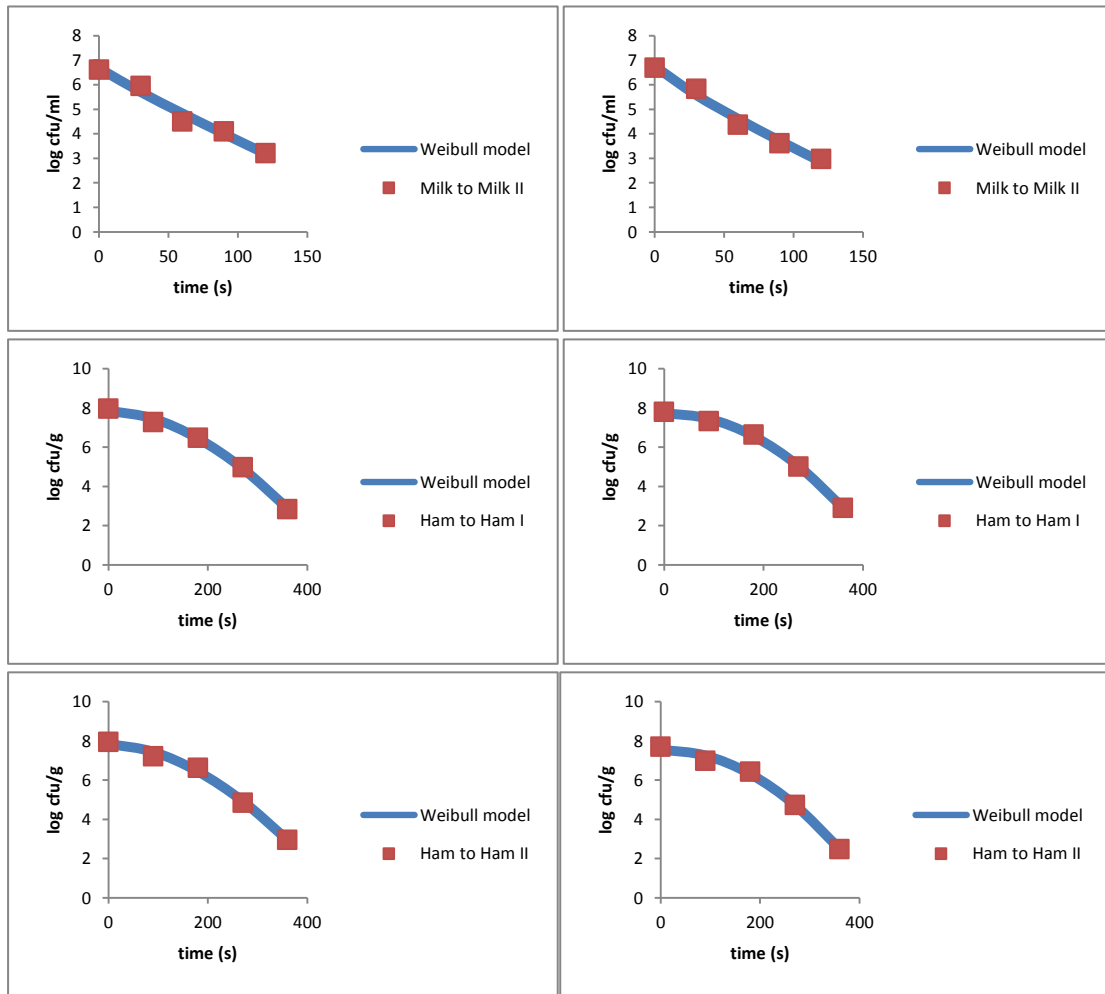 8
7
6
5
4
3
2
1
0
log cfu/ml
0 50 100 150
time (s)
Weibull model
Milk to Milk II
8
7
6
5
4
3
2
1
0
log cfu/ml
0 50 100 150
time (s)
Weibull model
Milk to Milk II
10
8
6
4
2
0
log cfu/g
0 200 400
time (s)
Weibull model
Ham to Ham I
10
8
6
4
2
0
log cfu/g
0 200 400
time (s)
Weibull model
Ham to Ham I
10
8
6
4
2
0
log cfu/g
0 200 400
time (s)
Weibull model
Ham to Ham II
10
8
6
4
2
0
log cfu/g
0 200 400
time (s)
Weibull model
Ham to Ham II